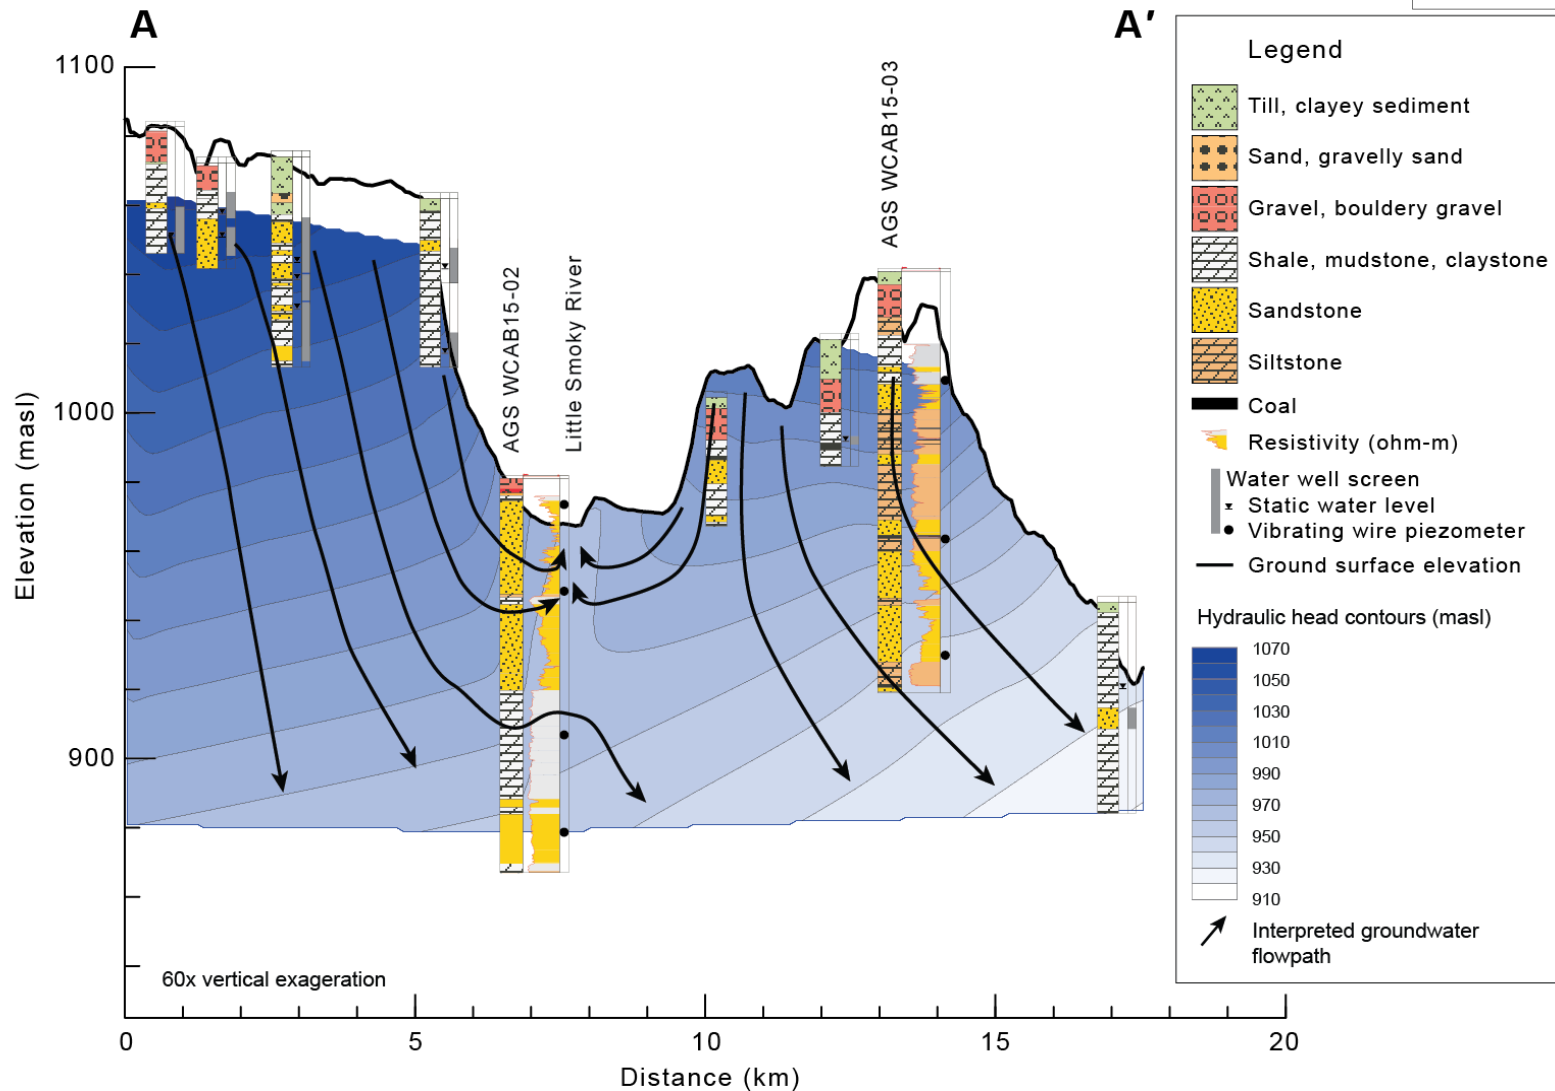 A
A′
1100
1000
900
Elevation (masl)
AGS WCAB15-02
Little Smoky River
AGS WCAB15-03
60x vertical exageration
0
5
10
15
20
Distance (km)
Legend
Till, clayey sediment
Sand, gravelly sand
Gravel, bouldery gravel
Shale, mudstone, claystone
Sandstone
Siltstone
Coal
Resistivity (ohm-m)
Water well screen
Static water level
Vibrating wire piezometer
Ground surface elevation
Hydraulic head contours (masl)
1070
1050
1030
1010
990
970
950
930
910
Interpreted groundwater
flowpath